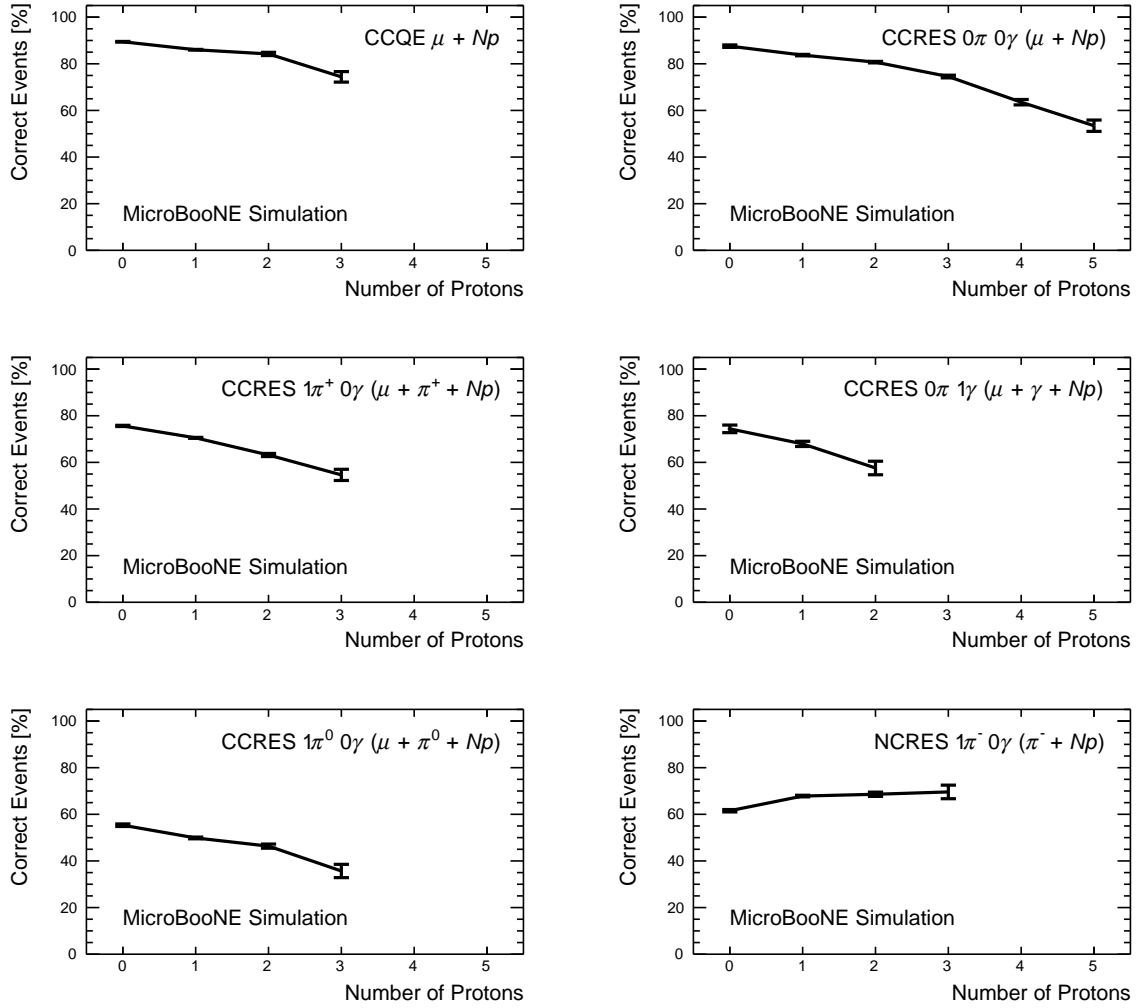 Correct Events [%]
100
80
60
40
20
0
CCQE μ + Np
MicroBooNE Simulation
0 1 2 3 4 5
Number of Protons
Correct Events [%]
100
80
60
40
20
0
CCRES 0π 0γ (μ + Np)
MicroBooNE Simulation
0 1 2 3 4 5
Number of Protons
Correct Events [%]
100
80
60
40
20
0
CCRES 1π⁺ 0γ (μ + π⁺ + Np)
MicroBooNE Simulation
0 1 2 3 4 5
Number of Protons
Correct Events [%]
100
80
60
40
20
0
CCRES 0π 1γ (μ + γ + Np)
MicroBooNE Simulation
0 1 2 3 4 5
Number of Protons
Correct Events [%]
100
80
60
40
20
0
CCRES 1π⁰ 0γ (μ + π⁰ + Np)
MicroBooNE Simulation
0 1 2 3 4 5
Number of Protons
Correct Events [%]
100
80
60
40
20
0
NCRES 1π⁻ 0γ (π⁻ + Np)
MicroBooNE Simulation
0 1 2 3 4 5
Number of Protons